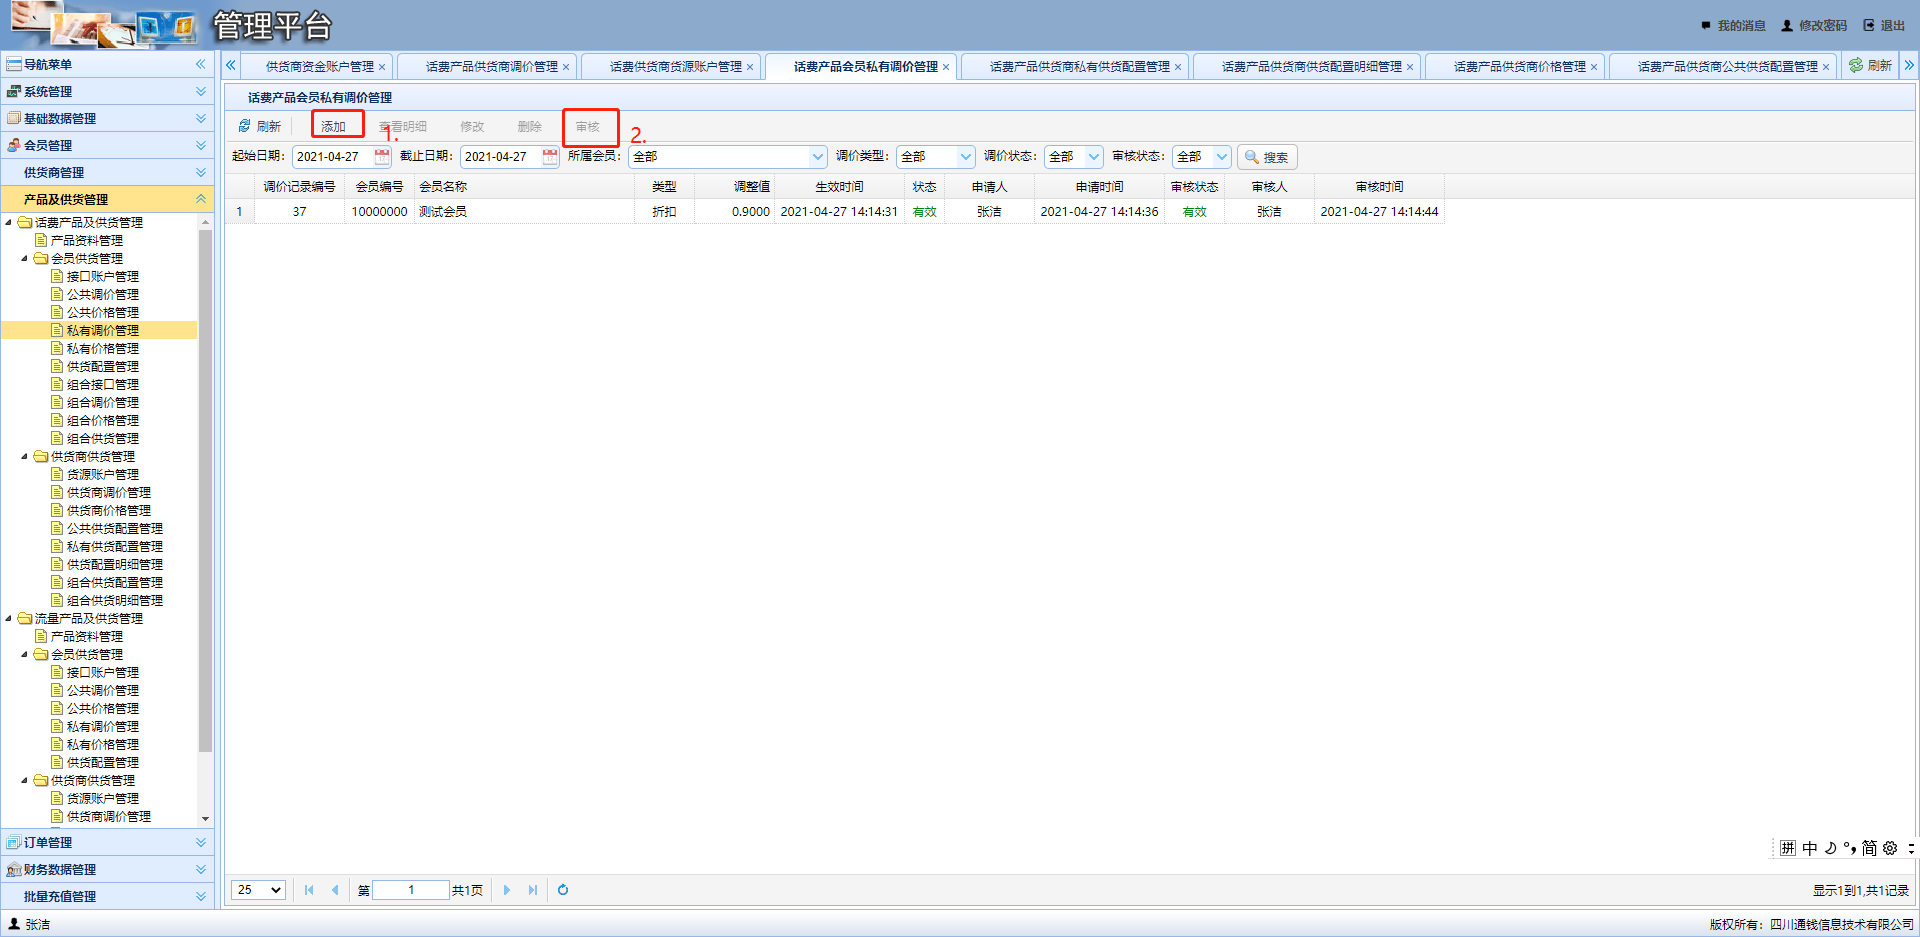 管理平台
我的消息 修改密码 退出
导航菜单
系统管理
基础数据管理
会员管理
供货商管理
产品及供货管理
话费产品及供货管理
产品资料管理
会员供货管理
接口账户管理
公共调价管理
公共价格管理
私有调价管理
私有价格管理
供货配置管理
组合接口管理
组合调价管理
组合价格管理
组合供货管理
供货商供货管理
货源账户管理
供货商调价管理
供货商价格管理
公共供货配置管理
私有供货配置管理
供货配置明细管理
组合供货配置管理
组合供货明细管理
流量产品及供货管理
产品资料管理
会员供货管理
接口账户管理
公共调价管理
公共价格管理
私有调价管理
私有价格管理
供货配置管理
供货商供货管理
货源账户管理
供货商调价管理
订单管理
财务数据管理
批量充值管理
供货商资金账户管理 话费产品供货商调价管理 话费供货商货源账户管理 话费产品会员私有调价管理 话费产品供货商私有供货配置管理 话费产品供货商供货配置明细管理 话费产品供货商价格管理 话费产品供货商公共供货配置管理 刷新
话费产品会员私有调价管理
刷新 添加 1. 查看明细 修改 删除 审核 2.
起始日期: 2021-04-27 截止日期: 2021-04-27 所属会员: 全部 调价类型: 全部 调价状态: 全部 审核状态: 全部 搜索
调价记录编号 会员编号 会员名称 类型 调整值 生效时间 状态 申请人 申请时间 审核状态 审核人 审核时间
1 37 10000000 测试会员 折扣 0.9000 2021-04-27 14:14:31 有效 张洁 2021-04-27 14:14:36 有效 张洁 2021-04-27 14:14:44
拼 中 简
25 第 1 共1页 显示1到1,共1记录
张洁 版权所有：四川通钱信息技术有限公司